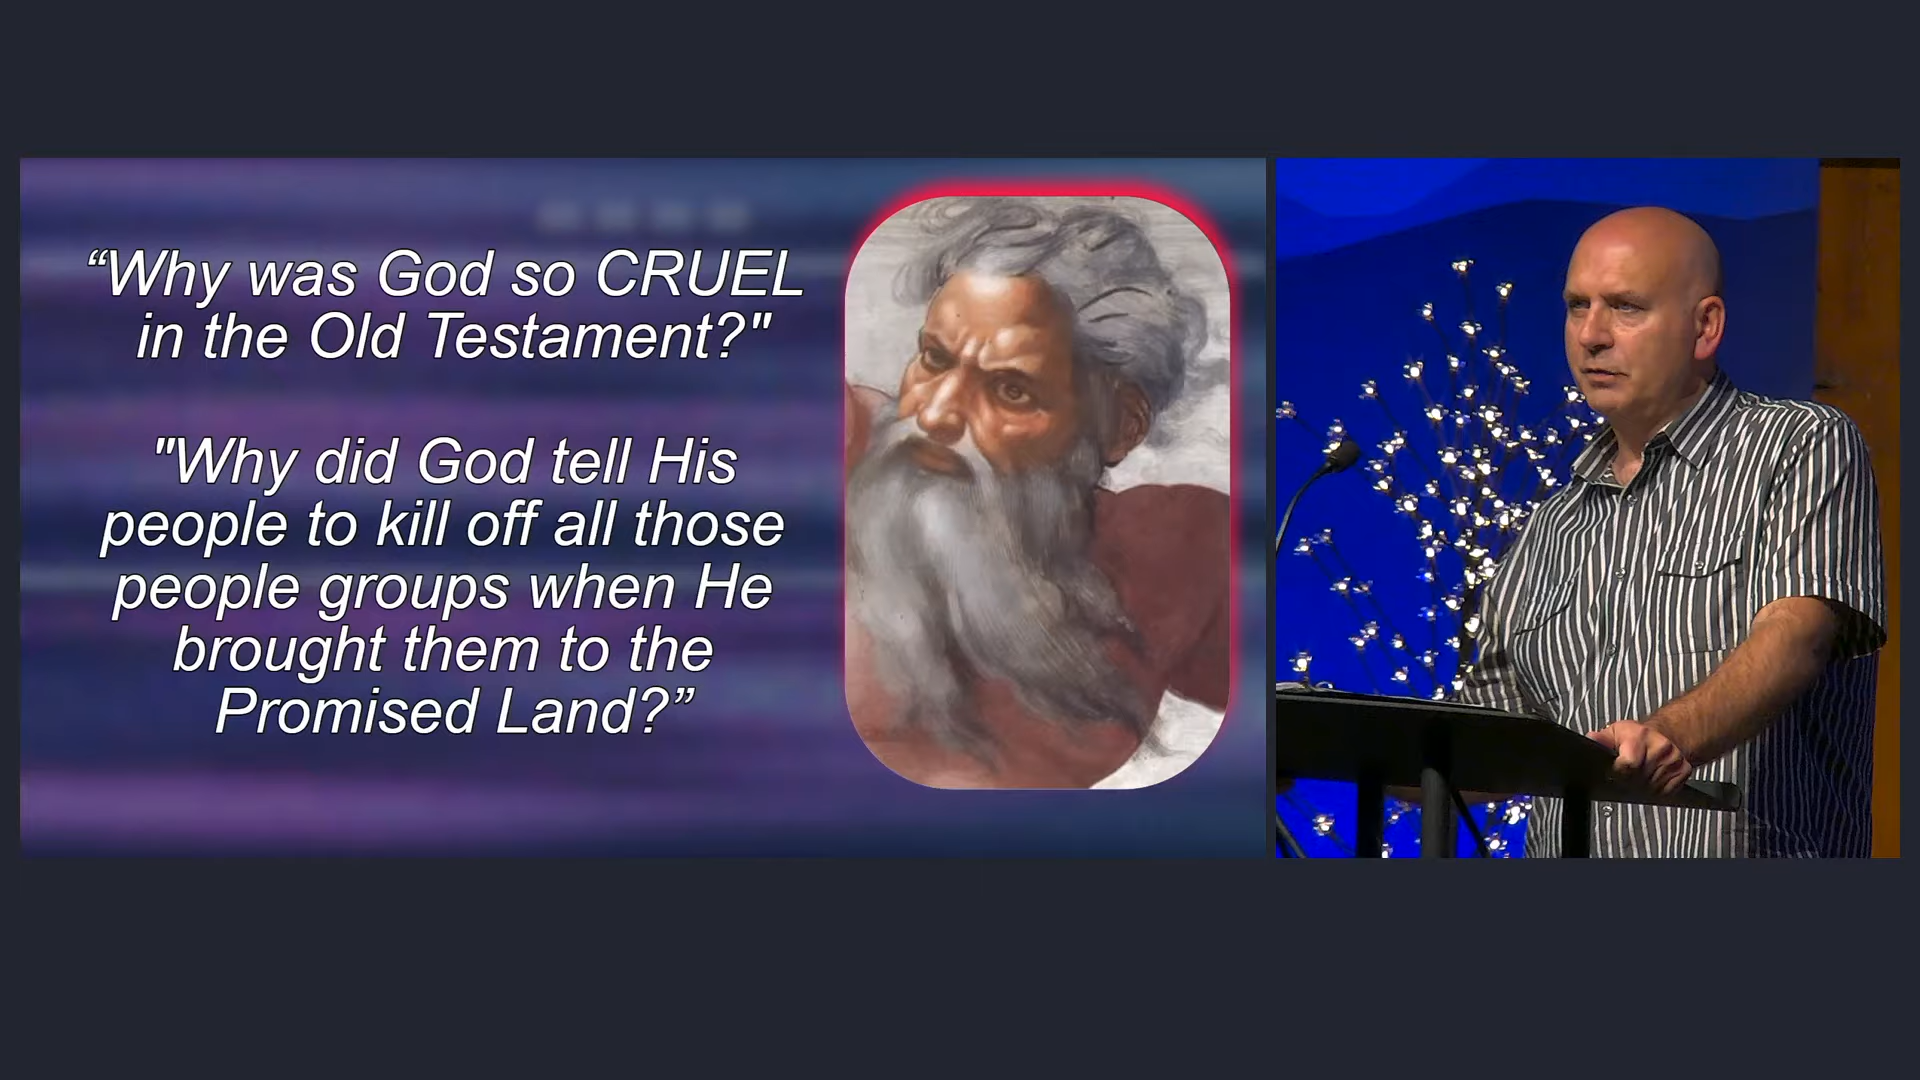 “Why was God so CRUEL
in the Old Testament?"
"Why did God tell His
people to kill off all those
people groups when He
brought them to the
Promised Land?”